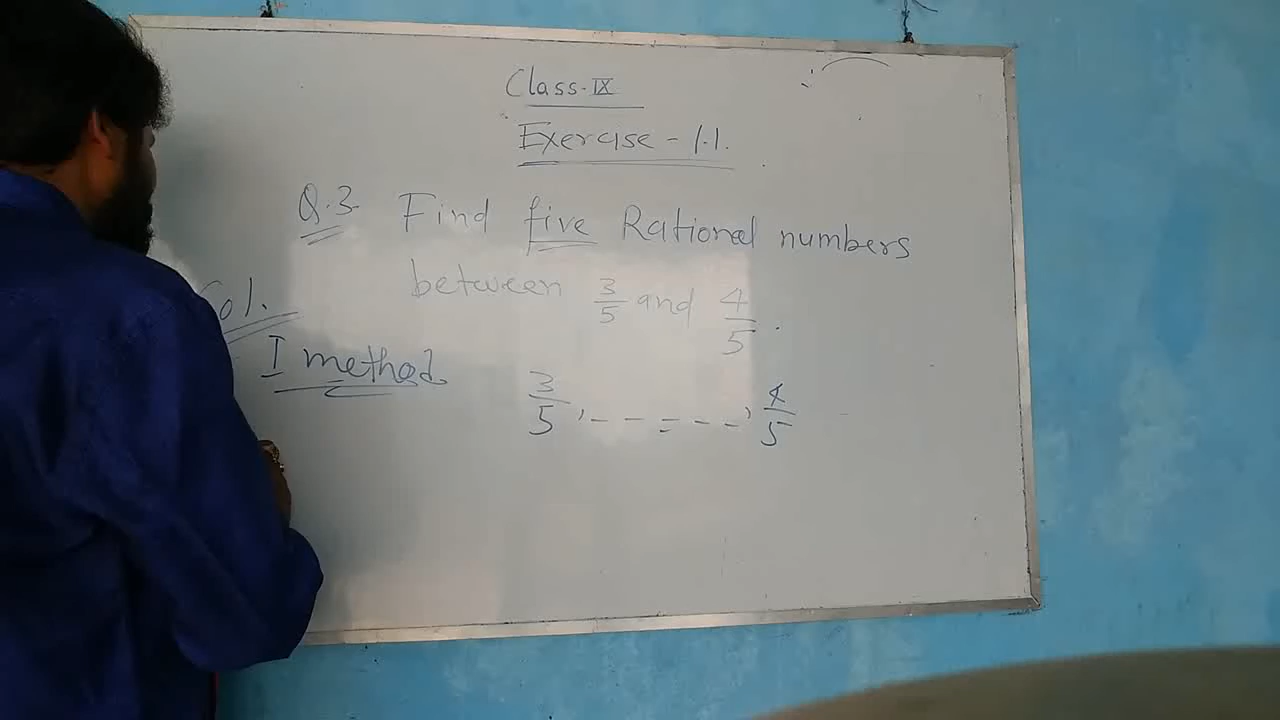 Class-IX
Exercise - 1.1.
Q.3. Find five Rational numbers
between 3/5 and 4/5.
Sol.
I method
3/5, - - = - -, 4/5